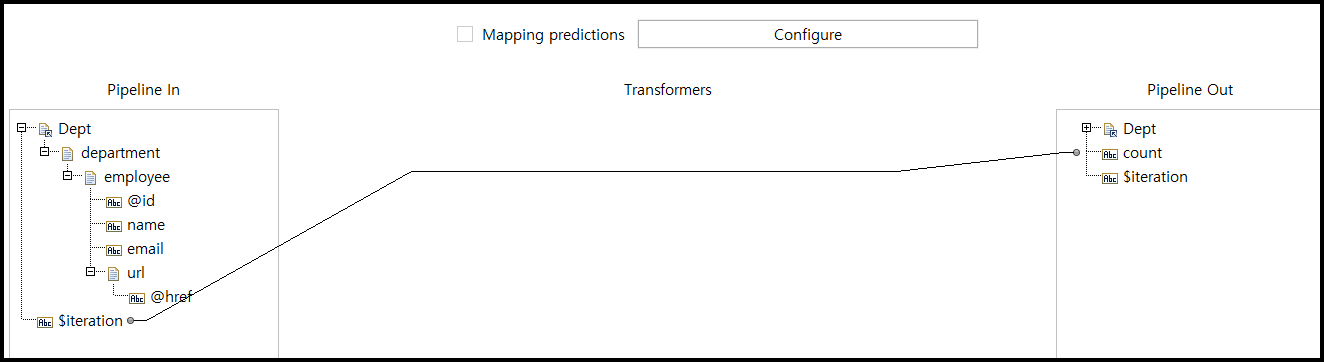 Mapping predictions Configure
Pipeline In Transformers Pipeline Out
Dept Dept
department count
employee $iteration
Abc @id
Abc name
Abc email
url
Abc @href
Abc $iteration
Abc
Abc